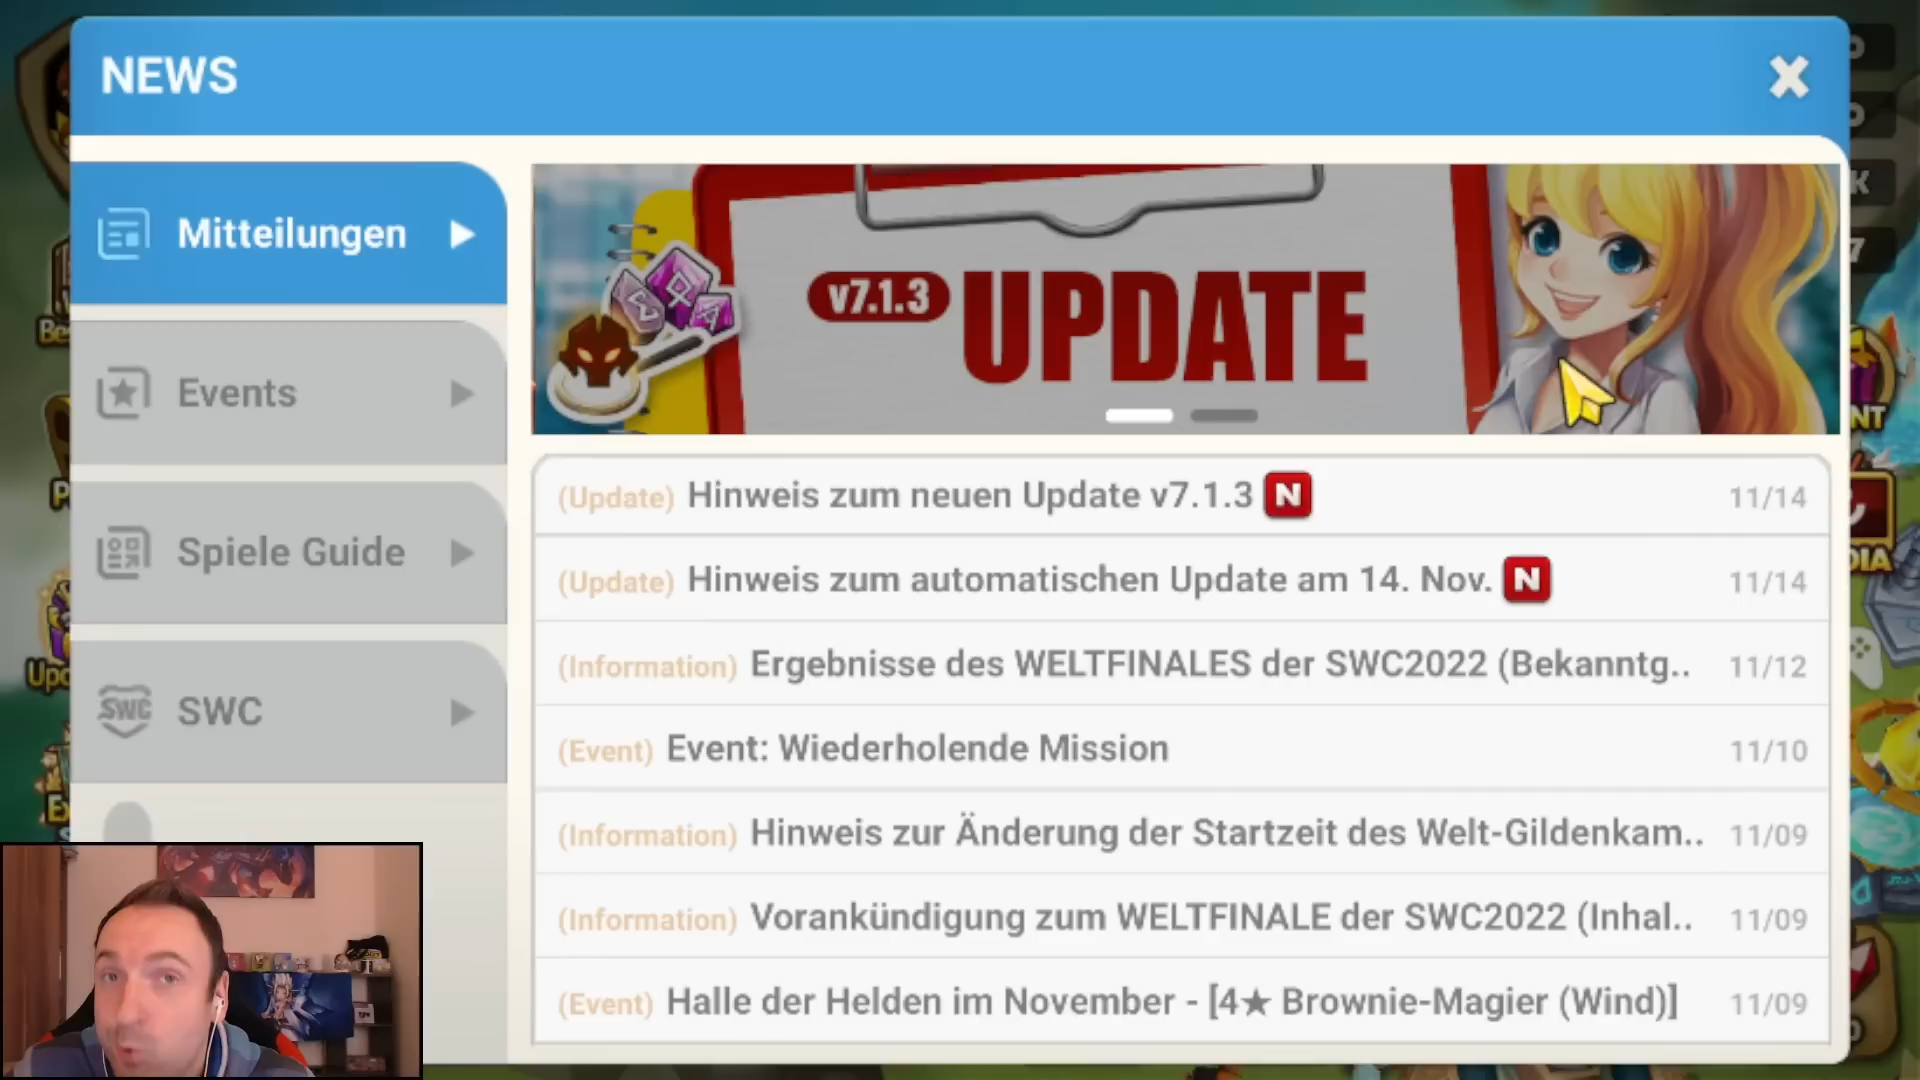 NEWS
Mitteilungen
Events
Spiele Guide
SWC
SWC
v7.1.3 UPDATE
(Update) Hinweis zum neuen Update v7.1.3 N 11/14
(Update) Hinweis zum automatischen Update am 14. Nov. N 11/14
(Information) Ergebnisse des WELTFINALES der SWC2022 (Bekanntg.. 11/12
(Event) Event: Wiederholende Mission 11/10
(Information) Hinweis zur Änderung der Startzeit des Welt-Gildenkam.. 11/09
(Information) Vorankündigung zum WELTFINALE der SWC2022 (Inhal.. 11/09
(Event) Halle der Helden im November - [4★ Brownie-Magier (Wind)] 11/09